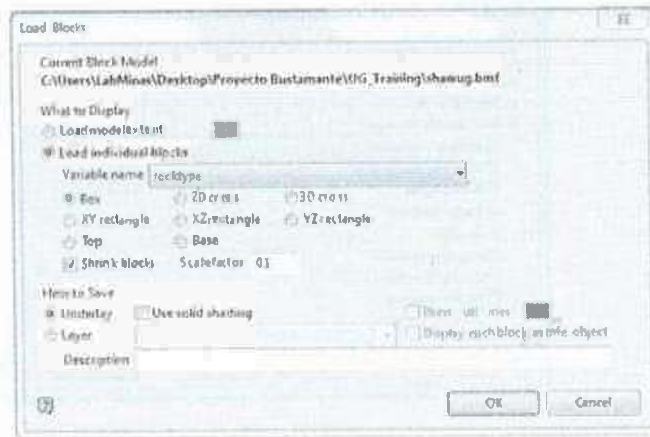 Load Blocks
Current Block Model
C:\Users\LabMinas\Desktop\Proyecto Bustamante\UG_Training\shawug.bmf
What to Display
Load model extent
Load individual blocks
Variable name rocktype
Box 2D cross 3D cross
XY rectangle XZ rectangle YZ rectangle
Top Base
Shrink blocks Scale factor
How to Save
Underlay Use solid shading
Layer Display each block as one object
Description
OK Cancel